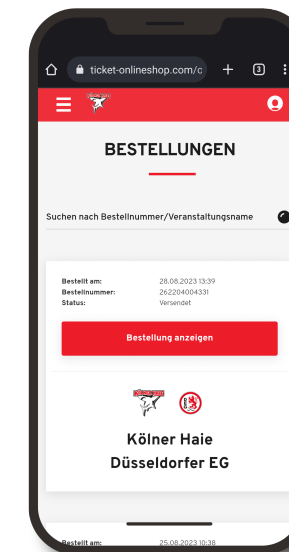 ticket-onlineshop.com/c
3
BESTELLUNGEN
Suchen nach Bestellnummer/Veranstaltungsname
Bestellt am: 28.08.2023 13:39
Bestellnummer: 262204004331
Status: Versendet
Bestellung anzeigen
Kölner Haie
Düsseldorfer EG
Bestellt am: 25.08.2023 10:38